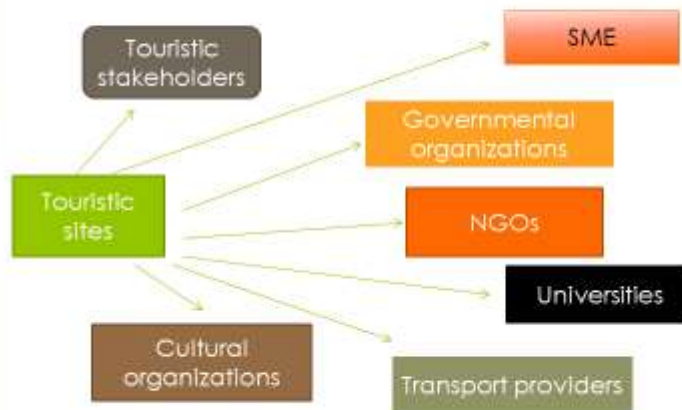 Touristic
stakeholders
SME
Governmental
organizations
Touristic
sites
NGOs
Universities
Cultural
organizations
Transport providers